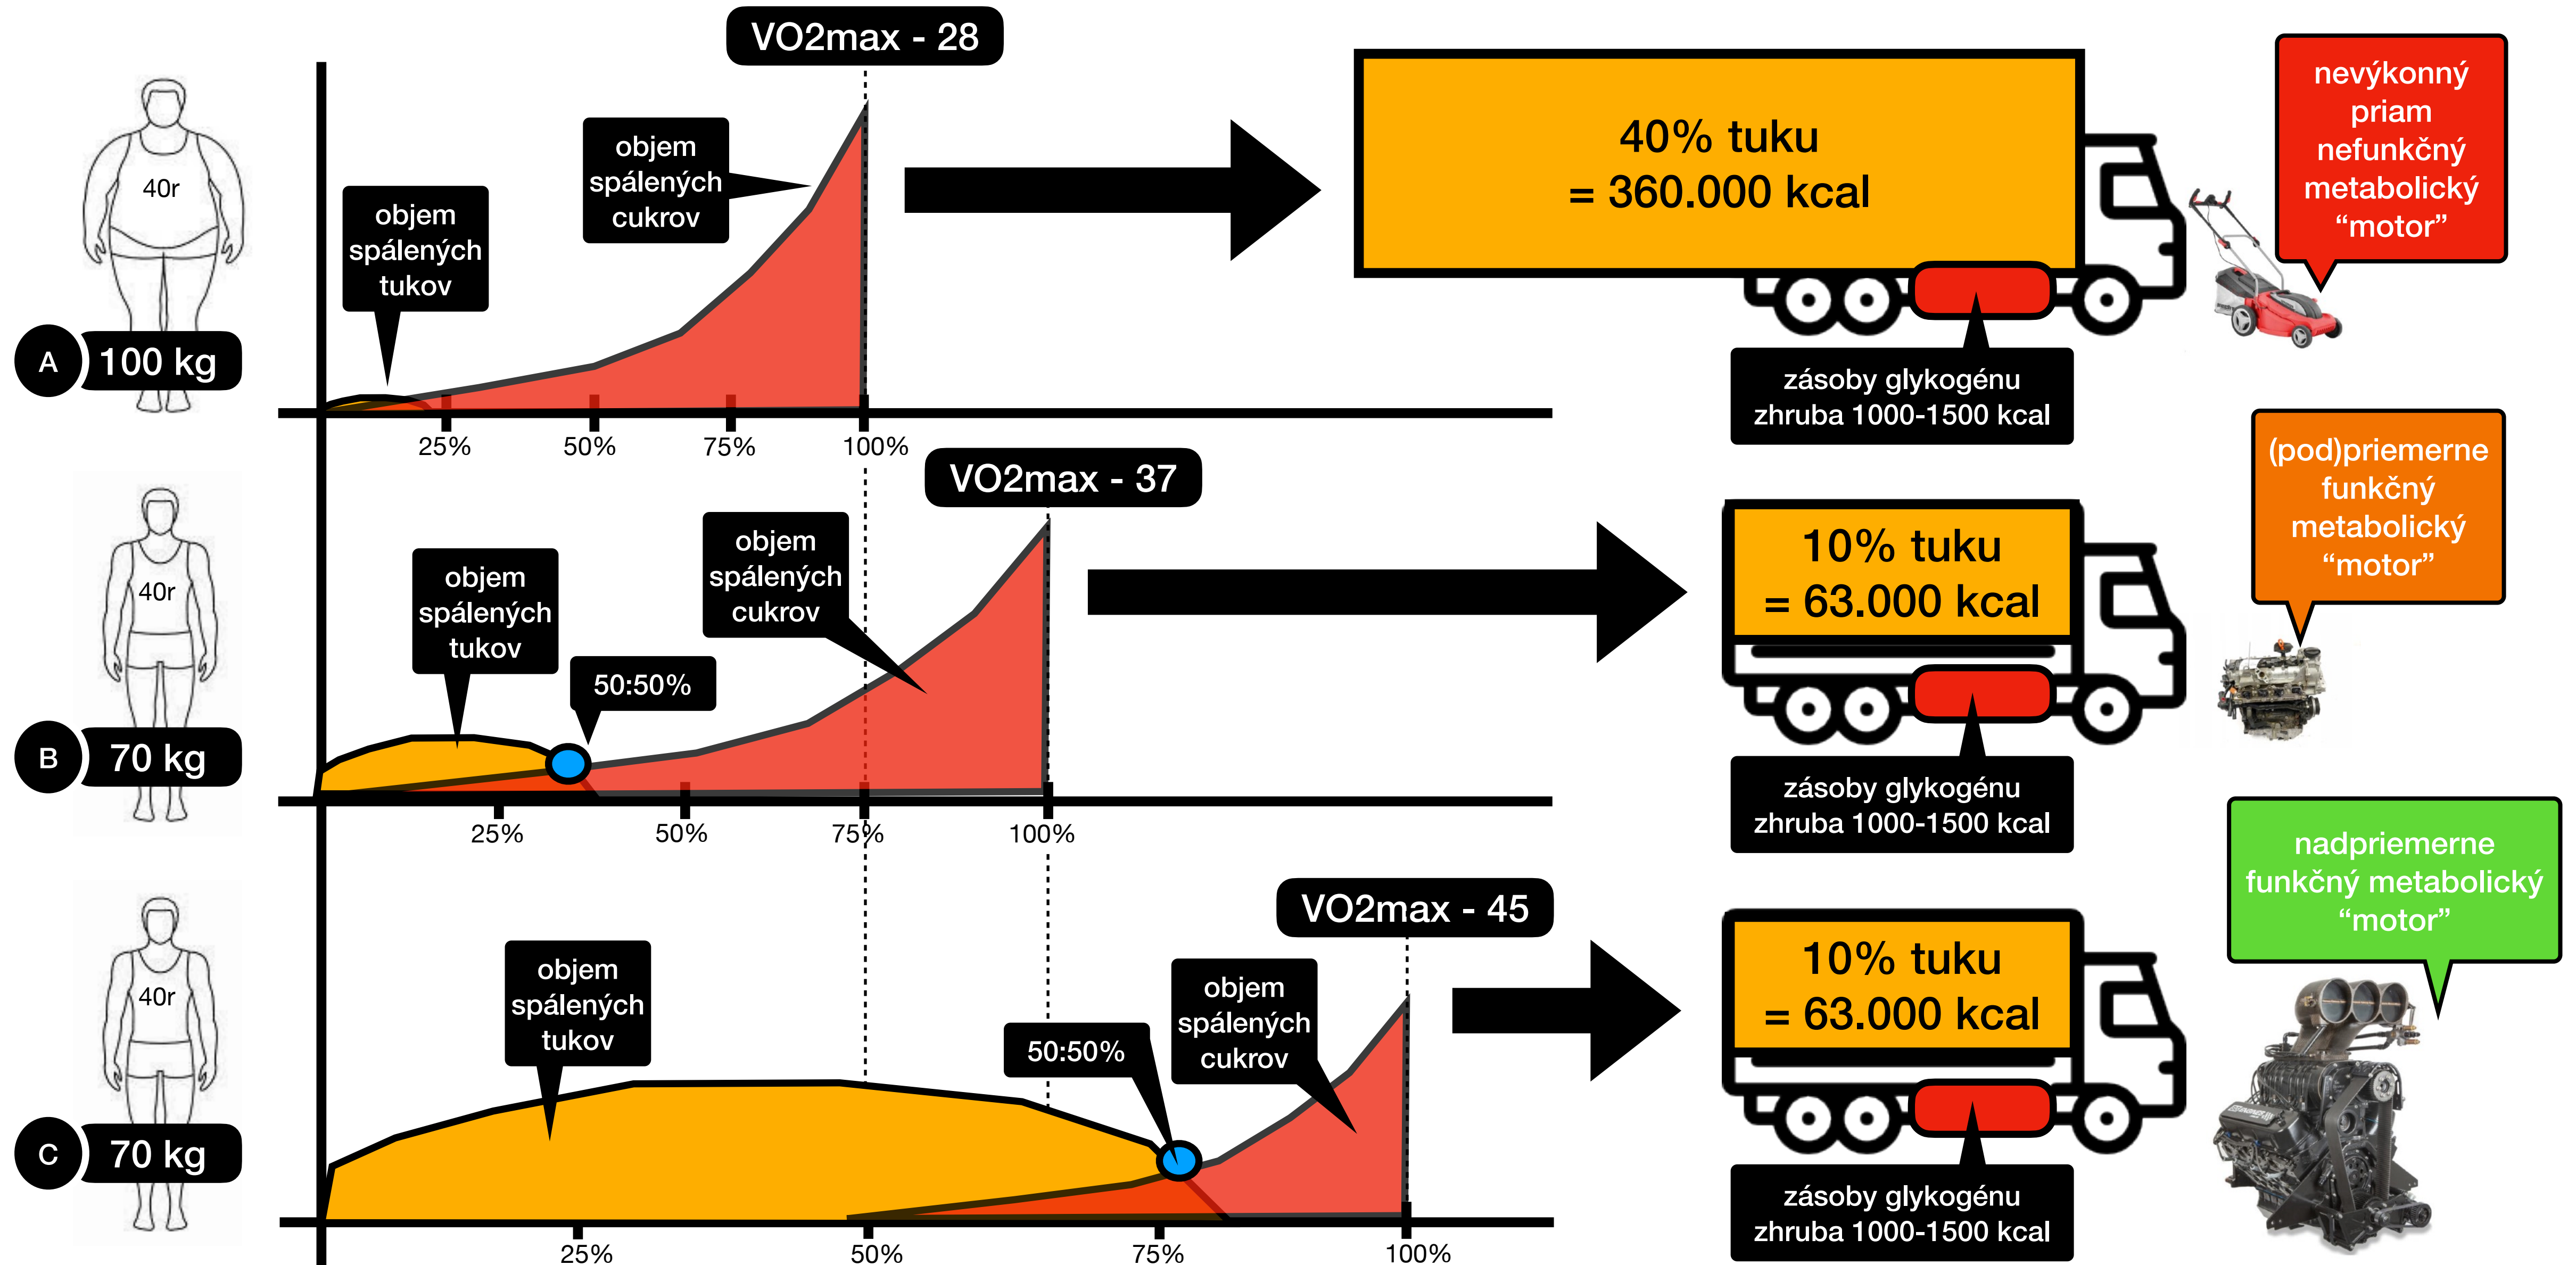 VO2max - 28
40r
A
100 kg
objem
spálených
tukov
objem
spálených
cukrov
25%
50%
75%
100%
40% tuku
= 360.000 kcal
zásoby glykogénu
zhruba 1000-1500 kcal
nevýkonný
priam
nefunkčný
metabolický
“motor”
VO2max - 37
40r
B
70 kg
objem
spálených
tukov
50:50%
objem
spálených
cukrov
25%
50%
75%
100%
10% tuku
= 63.000 kcal
zásoby glykogénu
zhruba 1000-1500 kcal
(pod)priemerne
funkčný
metabolický
“motor”
VO2max - 45
40r
C
70 kg
objem
spálených
tukov
50:50%
objem
spálených
cukrov
25%
50%
75%
100%
10% tuku
= 63.000 kcal
zásoby glykogénu
zhruba 1000-1500 kcal
nadpriemerne
funkčný metabolický
“motor”